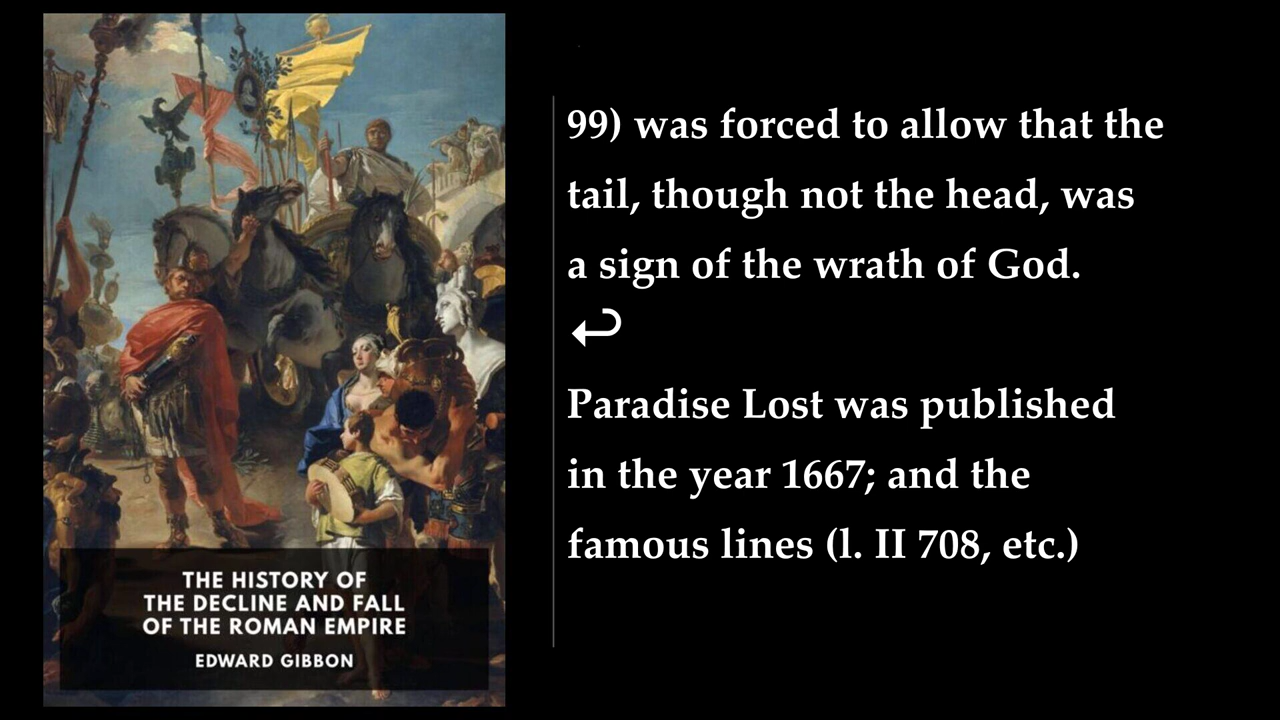 THE HISTORY OF
THE DECLINE AND FALL
OF THE ROMAN EMPIRE
EDWARD GIBBON
99) was forced to allow that the
tail, though not the head, was
a sign of the wrath of God.
↩
Paradise Lost was published
in the year 1667; and the
famous lines (l. II 708, etc.)